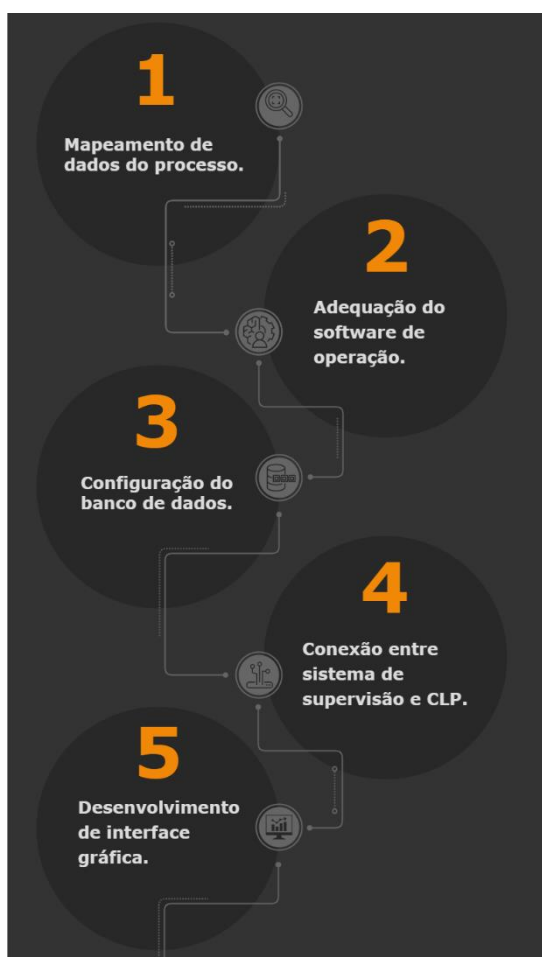 1
Mapeamento de
dados do processo.
2
Adequação do
software de
operação.
3
Configuração do
banco de dados.
4
Conexão entre
sistema de
supervisão e CLP.
5
Desenvolvimento
de interface
gráfica.